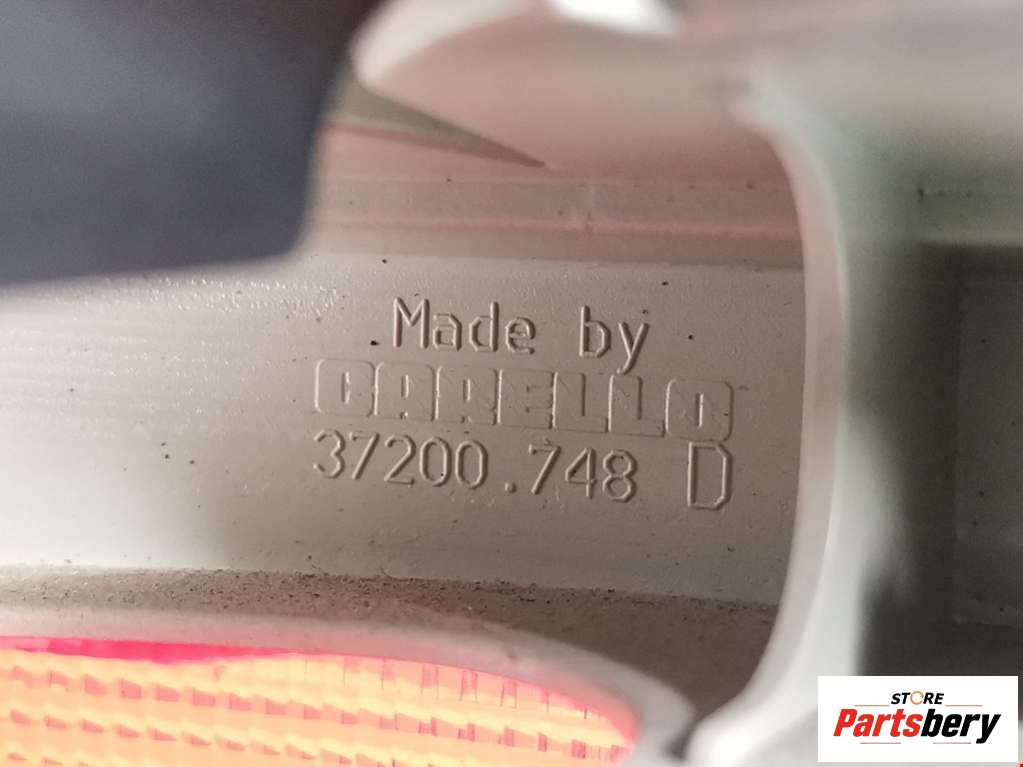 Made by
CARELLO
37200.748 D
STORE
Partsbery